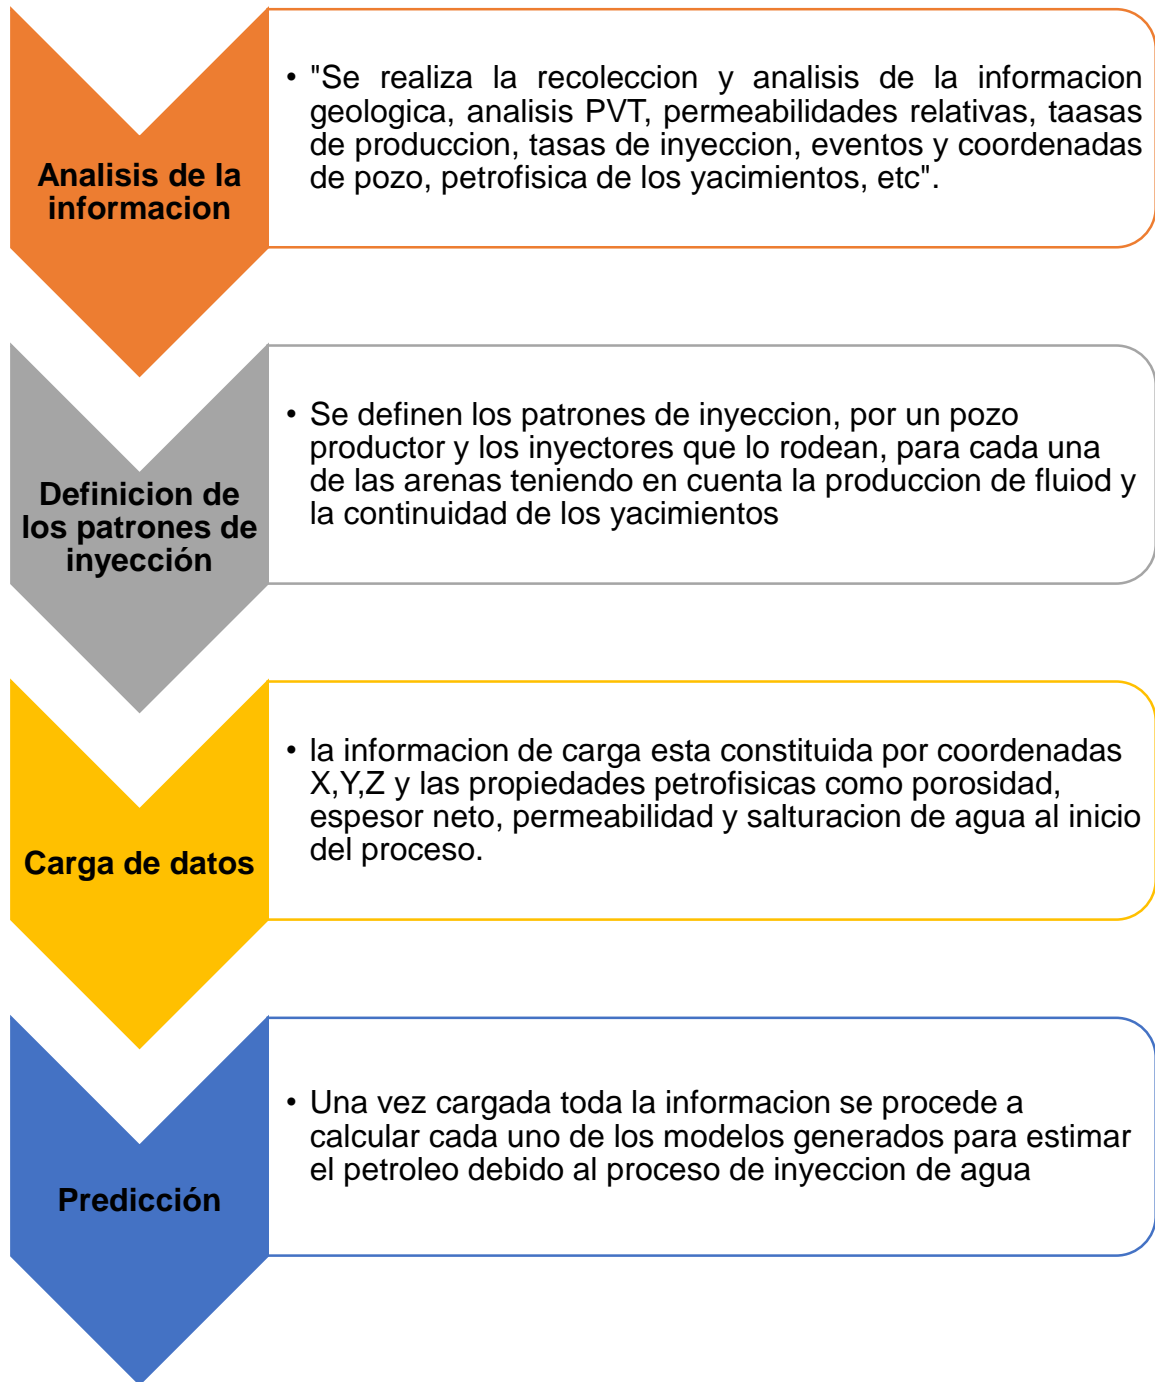 Analisis de la
informacion
• "Se realiza la recoleccion y analisis de la informacion
geologica, analisis PVT, permeabilidades relativas, taasas
de produccion, tasas de inyeccion, eventos y coordenadas
de pozo, petrofisica de los yacimientos, etc".
Definicion de
los patrones de
inyección
• Se definen los patrones de inyeccion, por un pozo
productor y los inyectores que lo rodean, para cada una
de las arenas teniendo en cuenta la produccion de fluiod y
la continuidad de los yacimientos
Carga de datos
• la informacion de carga esta constituida por coordenadas
X,Y,Z y las propiedades petrofisicas como porosidad,
espesor neto, permeabilidad y salturacion de agua al inicio
del proceso.
Predicción
• Una vez cargada toda la informacion se procede a
calcular cada uno de los modelos generados para estimar
el petroleo debido al proceso de inyeccion de agua